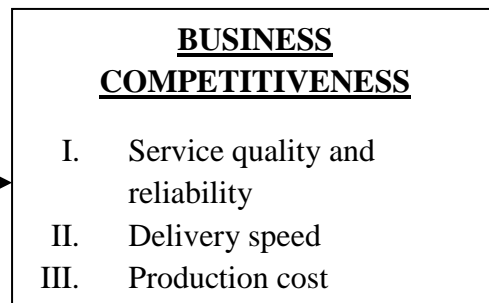 BUSINESS
COMPETITIVENESS
I. Service quality and
reliability
II. Delivery speed
III. Production cost